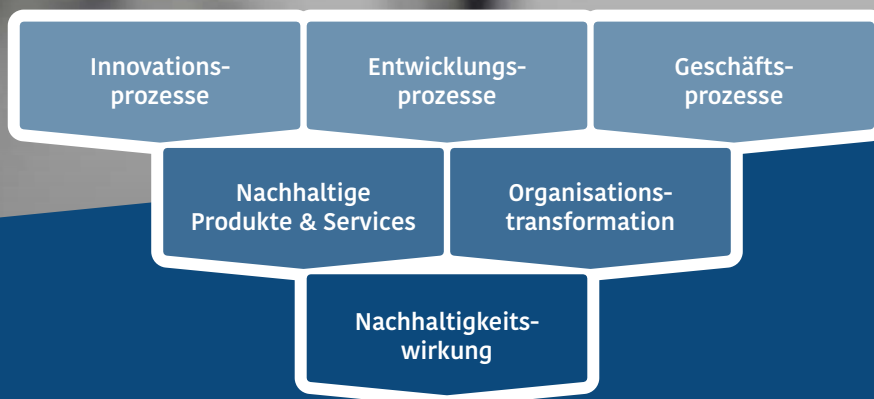 Innovations-
prozesse
Entwicklungs-
prozesse
Geschäfts-
prozesse
Nachhaltige
Produkte & Services
Organisations-
transformation
Nachhaltigkeits-
wirkung